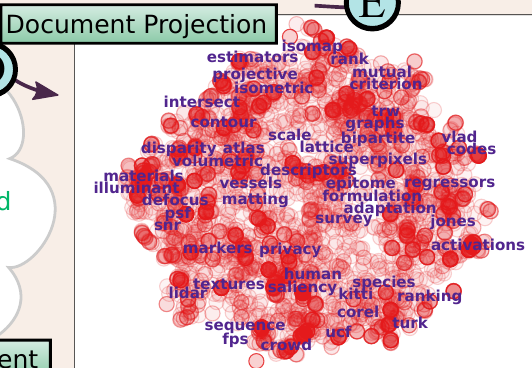 E
Document Projection
isomap
estimators rank
projective mutual
isometric criterion
intersect
trw
contour graphs
scale bipartite vlad
disparity atlas lattice codes
volumetric superpixels
materials descriptors
illuminant vessels epitome regressors
defocus matting formulation
psf adaptation
snr survey jones
markers privacy activations
human
textures saliency species
lidar kitti ranking
corel
sequence turk
fps crowd ucf
d
ent